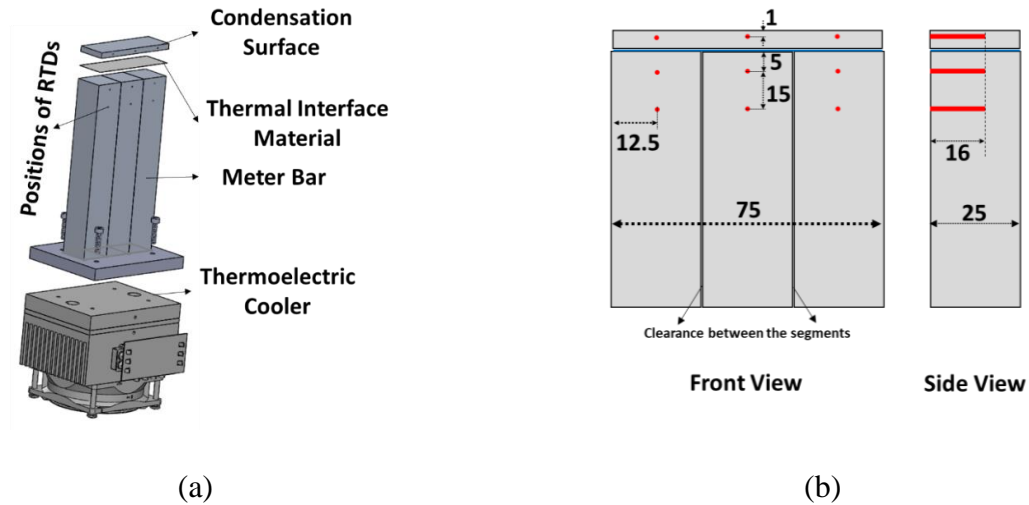 Condensation
Surface
Positions of RTDs
Thermal Interface
Material
Meter Bar
Thermoelectric
Cooler
(a)
1
5
15
12.5
75
Clearance between the segments
Front View
16
25
Side View
(b)